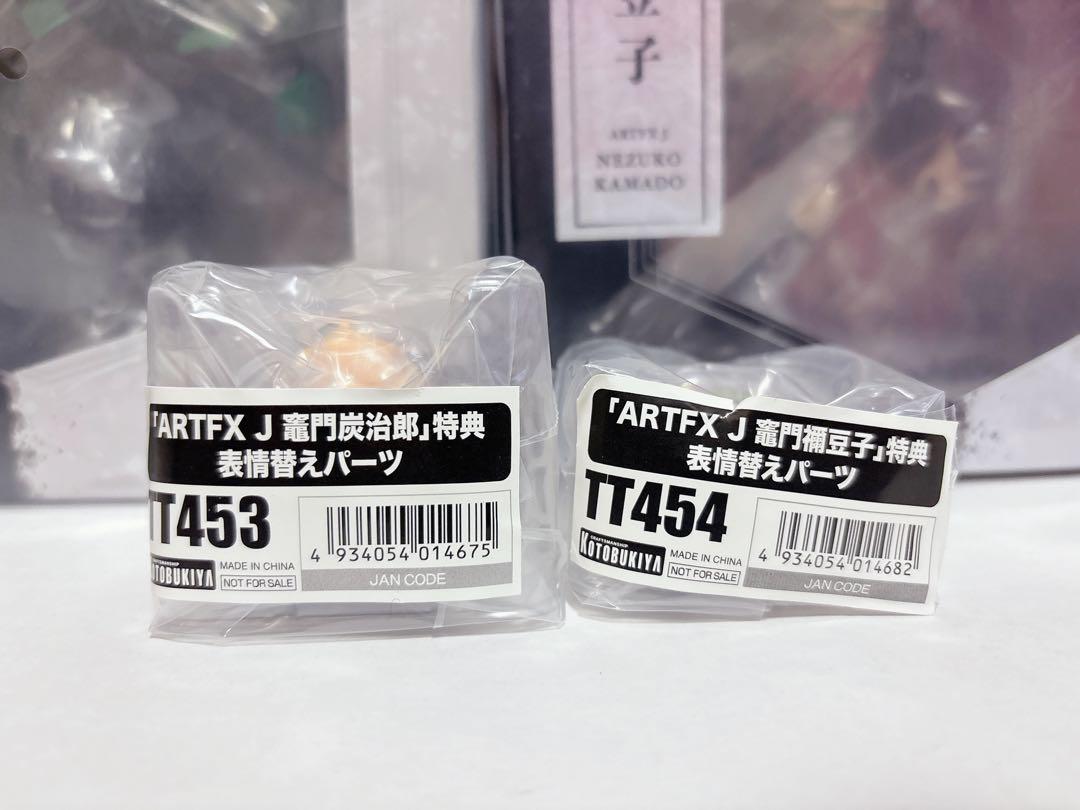 豆
子
ARTFX J
NEZUKO
KAMADO
「ARTFX J 竈門炭治郎」特典
表情替えパーツ
TT453
4 934054 014675
KOTOBUKIYA
MADE IN CHINA
NOT FOR SALE
JAN CODE
「ARTFX J 竈門禰豆子」特典
表情替えパーツ
TT454
4 934054 014682
CRAFTSMANSHIP
KOTOBUKIYA
MADE IN CHINA
NOT FOR SALE
JAN CODE